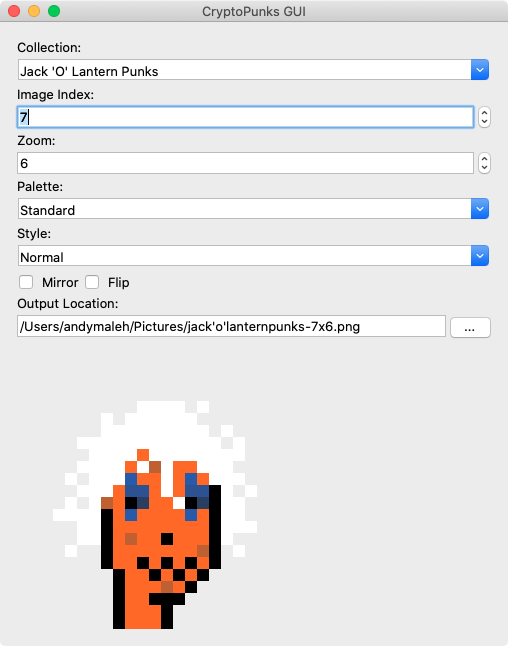 CryptoPunks GUI
Collection:
Jack 'O' Lantern Punks
Image Index:
7
Zoom:
6
Palette:
Standard
Style:
Normal
Mirror Flip
Output Location:
/Users/andymaleh/Pictures/jack'o'lanternpunks-7x6.png ...